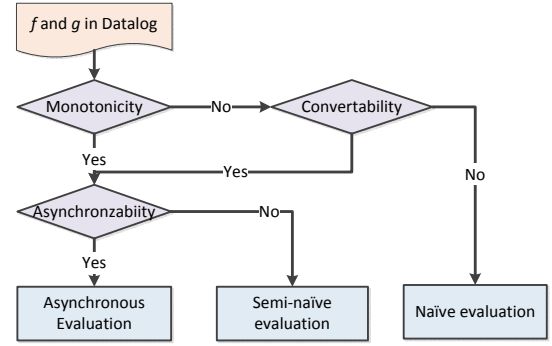 f and g in Datalog
Monotonicity
No
Convertability
Yes
Yes
No
Asynchronzabiity
No
Yes
Asynchronous
Evaluation
Semi-naïve
evaluation
Naïve evaluation